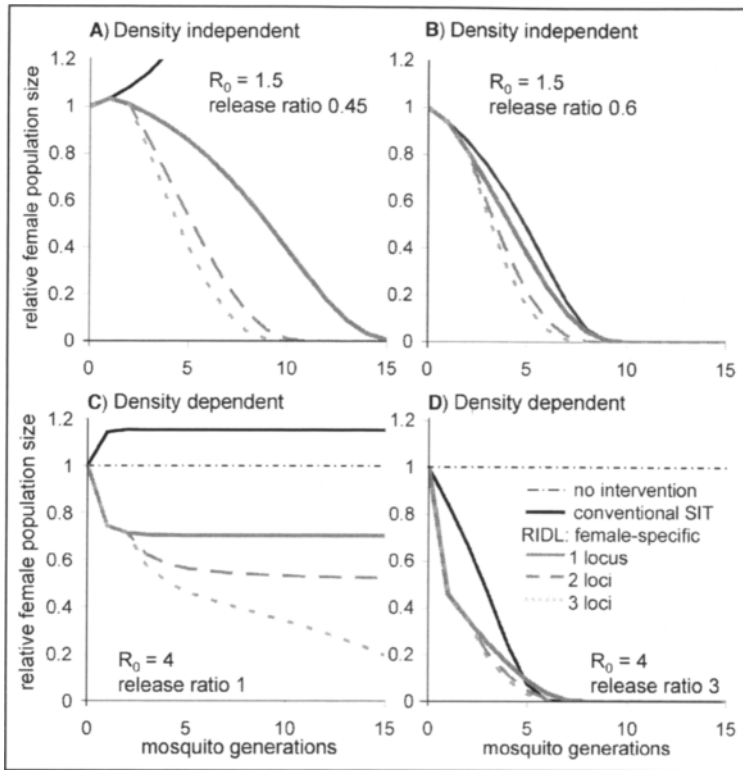 A) Density independent
R0 = 1.5
release ratio 0.45
relative female population size
1.2
1
0.8
0.6
0.4
0.2
0
0 5 10 15
B) Density independent
R0 = 1.5
release ratio 0.6
1.2
1
0.8
0.6
0.4
0.2
0
0 5 10 15
C) Density dependent
R0 = 4
release ratio 1
relative female population size
1.2
1
0.8
0.6
0.4
0.2
0
0 5 10 15
mosquito generations
D) Density dependent
no intervention
conventional SIT
RIDL: female-specific
1 locus
2 loci
3 loci
R0 = 4
release ratio 3
1.2
1
0.8
0.6
0.4
0.2
0
0 5 10 15
mosquito generations